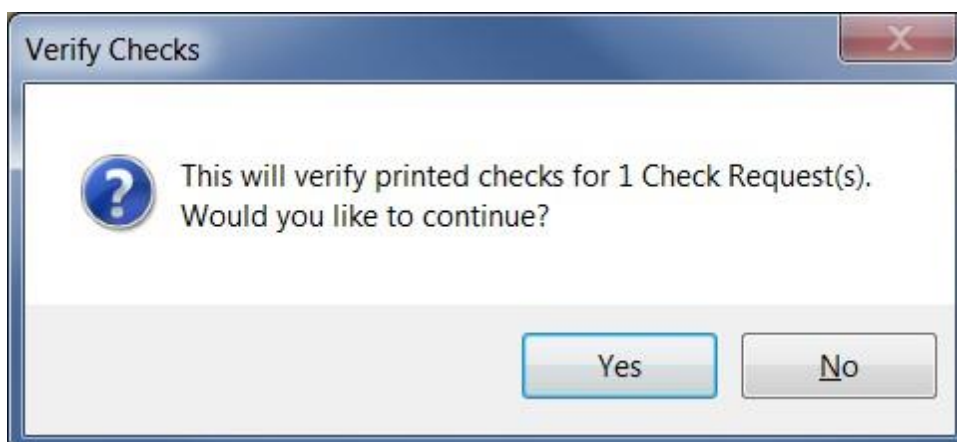 Verify Checks
This will verify printed checks for 1 Check Request(s).
Would you like to continue?
Yes
No